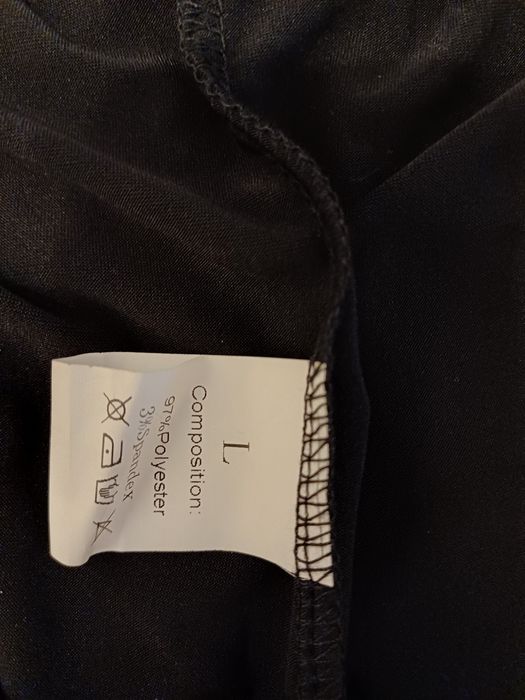 L
Composition:
97%Polyester
3%Spandex